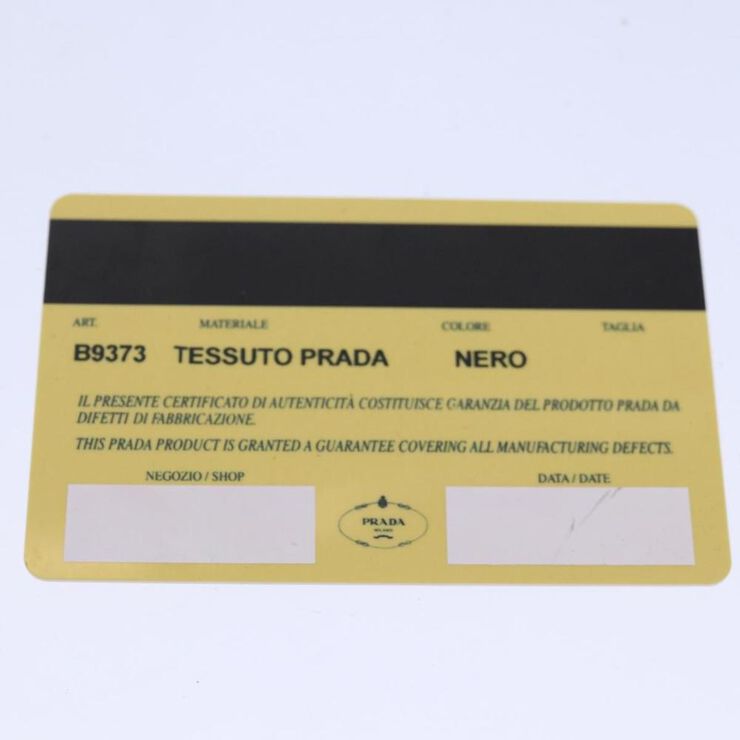 ART. MATERIALE COLORE TAGLIA
B9373 TESSUTO PRADA NERO
IL PRESENTE CERTIFICATO DI AUTENTICITÀ COSTITUISCE GARANZIA DEL PRODOTTO PRADA DA
DIFETTI DI FABBRICAZIONE.
THIS PRADA PRODUCT IS GRANTED A GUARANTEE COVERING ALL MANUFACTURING DEFECTS.
NEGOZIO / SHOP DATA / DATE
PRADA
MILANO